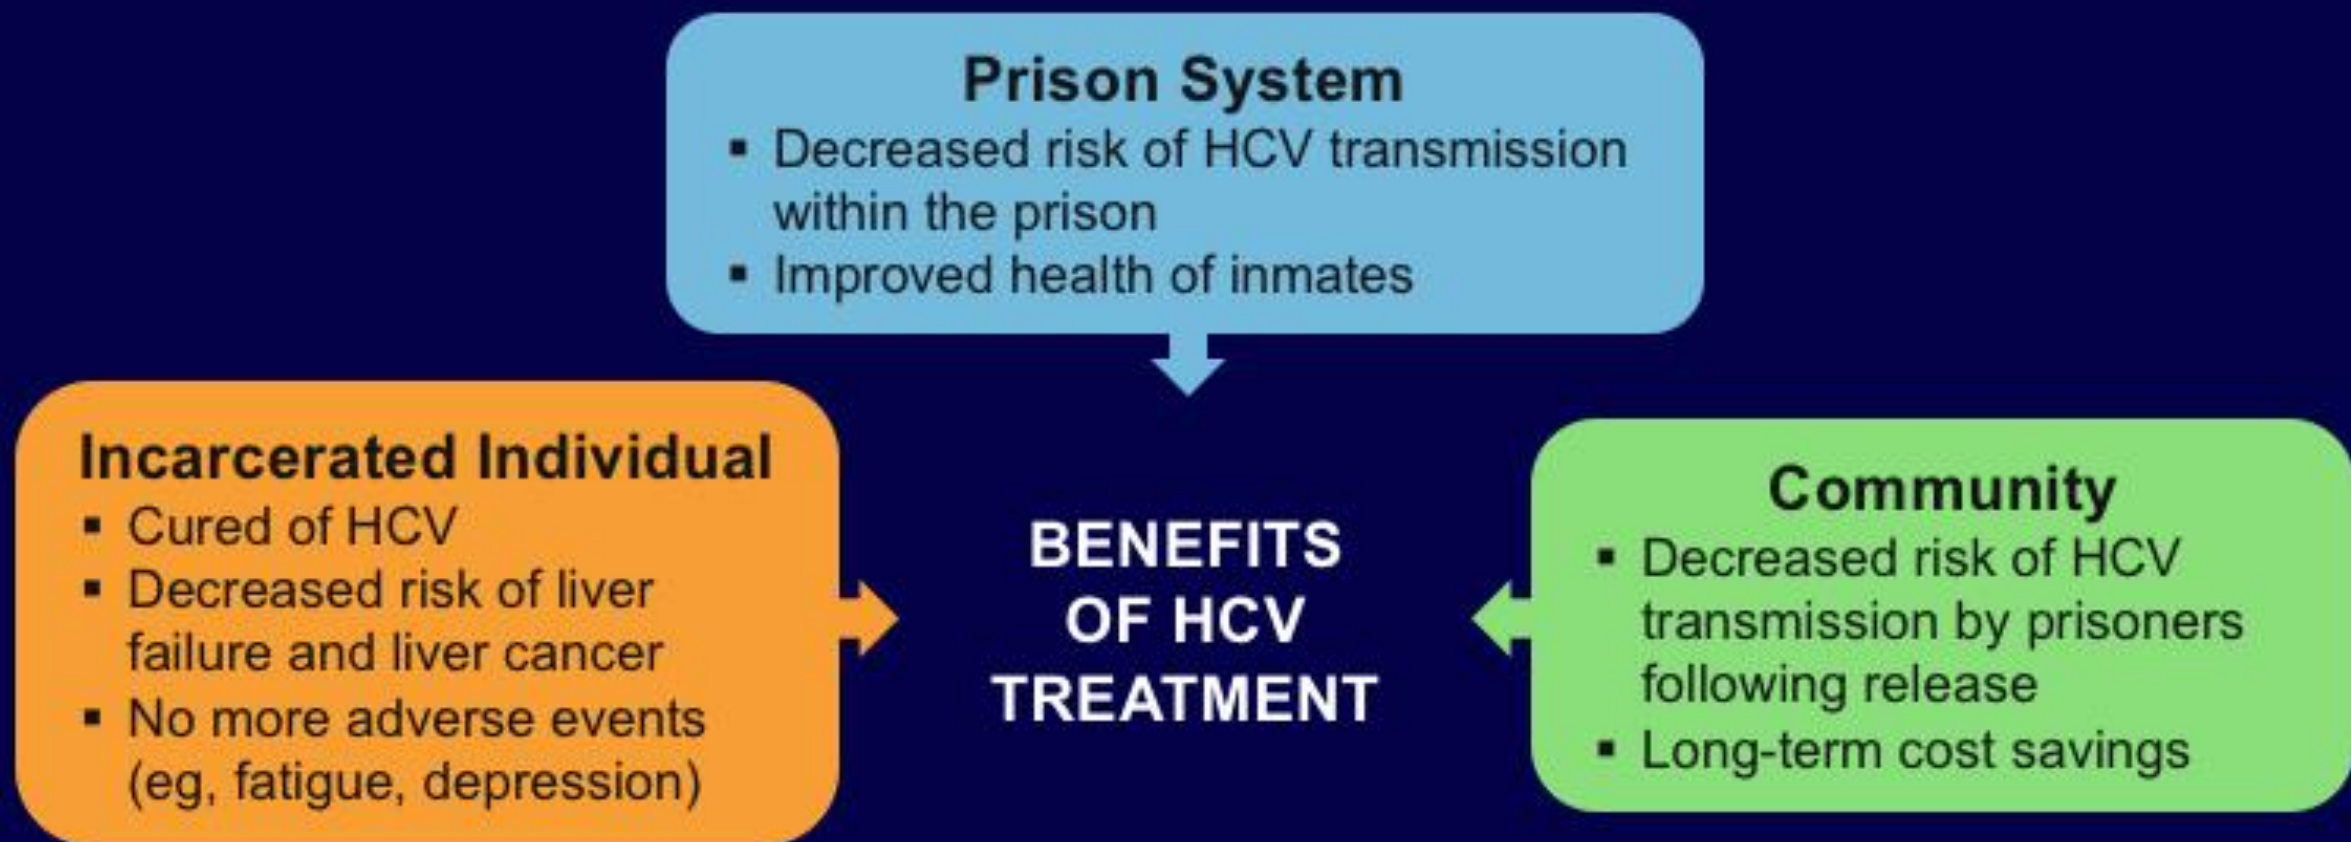 Prison System
▪ Decreased risk of HCV transmission
within the prison
▪ Improved health of inmates
Incarcerated Individual
▪ Cured of HCV
▪ Decreased risk of liver
failure and liver cancer
▪ No more adverse events
(eg, fatigue, depression)
BENEFITS
OF HCV
TREATMENT
Community
▪ Decreased risk of HCV
transmission by prisoners
following release
▪ Long-term cost savings